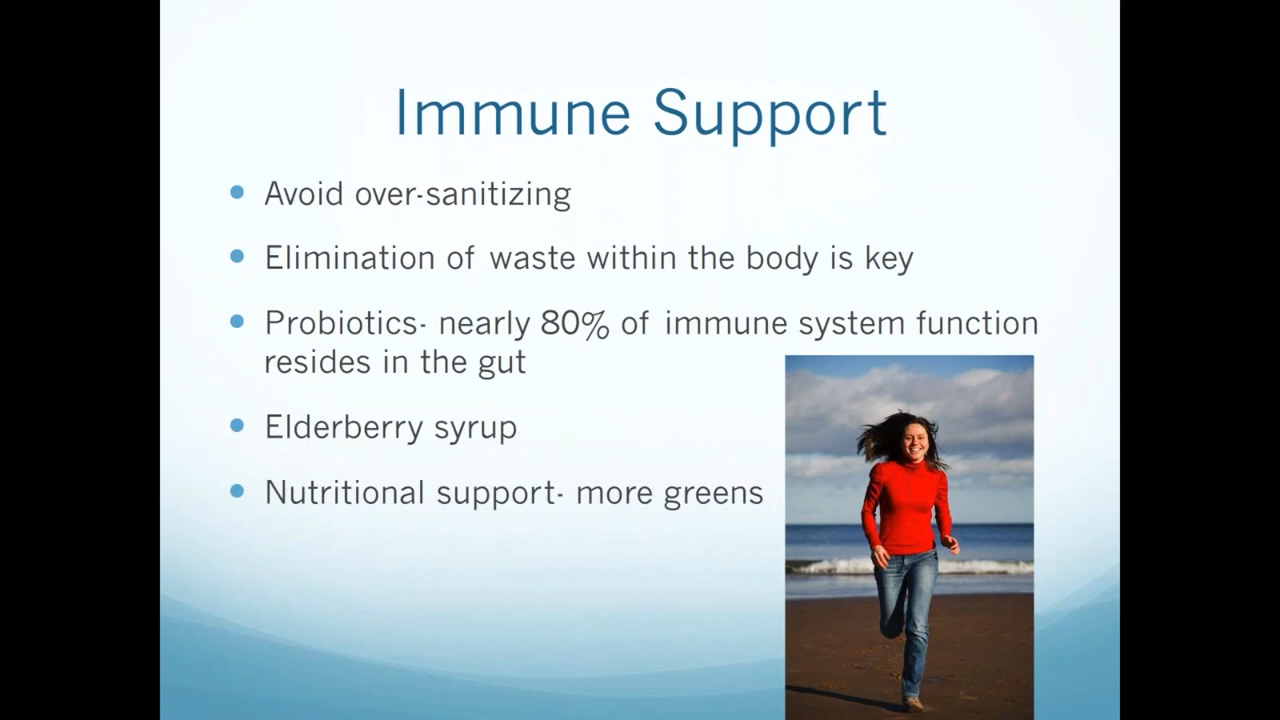 Immune Support
Avoid over-sanitizing
Elimination of waste within the body is key
Probiotics- nearly 80% of immune system function
resides in the gut
Elderberry syrup
Nutritional support- more greens